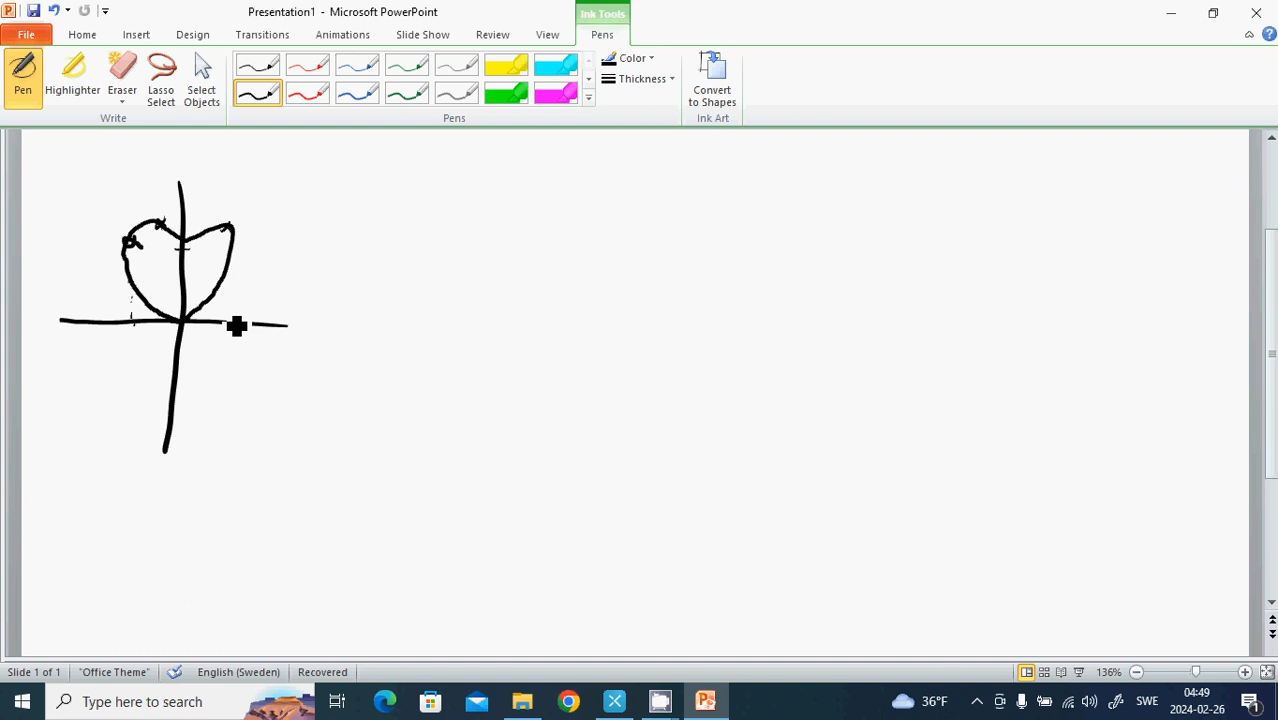 Presentation1 - Microsoft PowerPoint
Ink Tools
File Home Insert Design Transitions Animations Slide Show Review View Pens
Pen Highlighter Eraser Lasso Select Select Objects
Color
Thickness
Convert to Shapes
Write Pens Ink Art
Slide 1 of 1 "Office Theme" English (Sweden) Recovered 136%
Type here to search 36°F SWE 04:49 2024-02-26 1